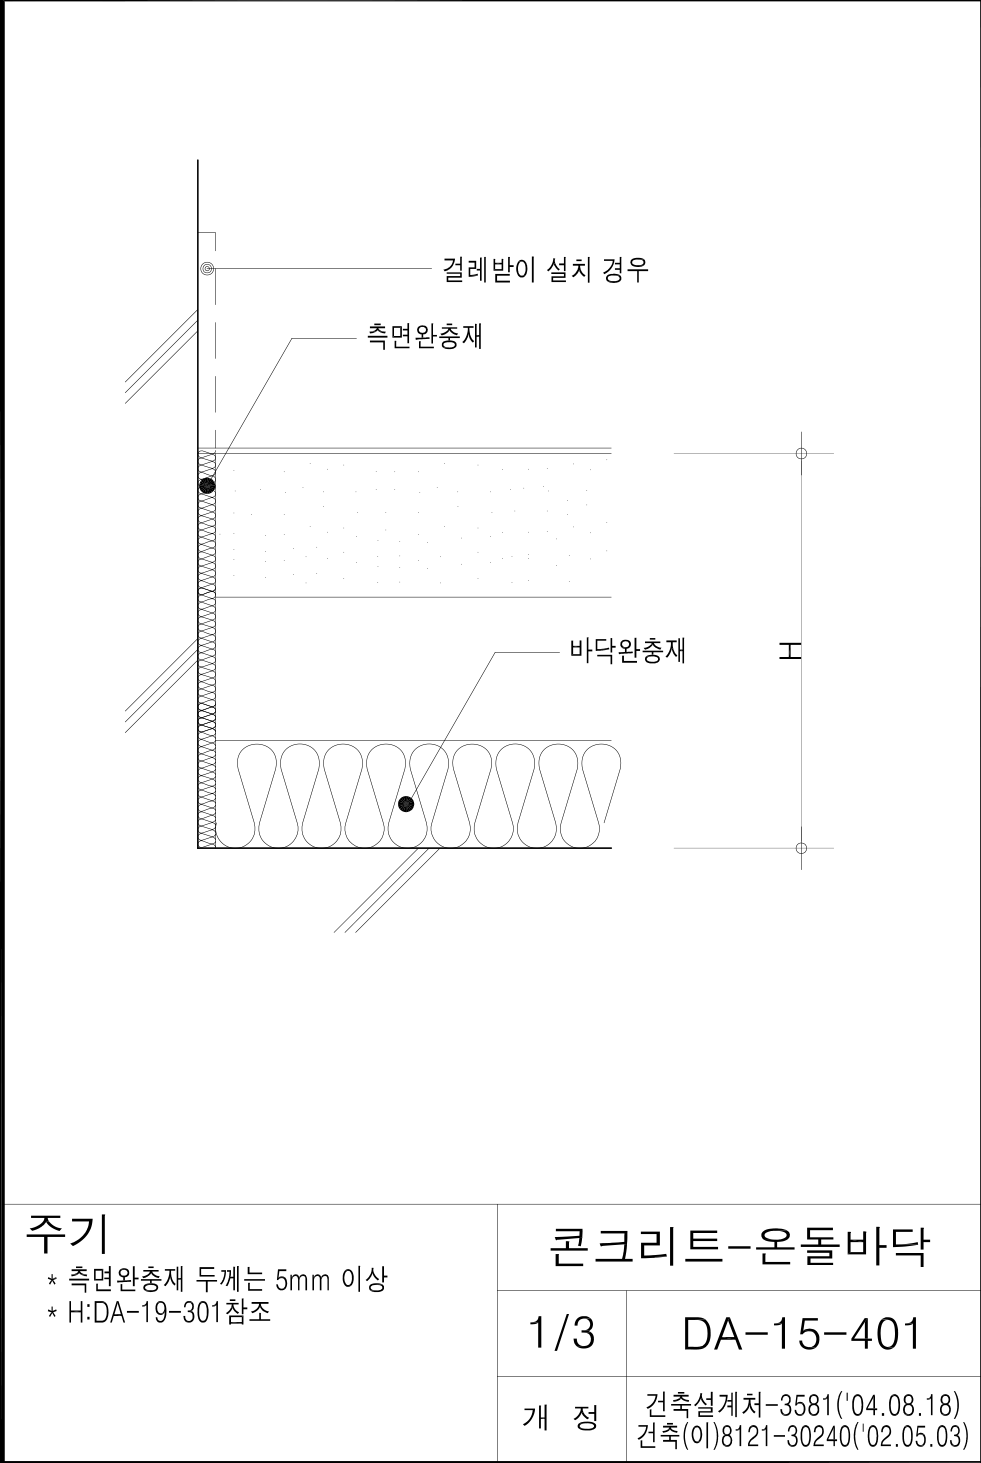 걸레받이 설치 경우
측면완충재
바닥완충재
H
주기
* 측면완충재 두께는 5mm 이상
* H:DA-19-301참조
콘크리트-온돌바닥
1/3
DA-15-401
개 정
건축설계처-3581('04.08.18)
건축(이)8121-30240('02.05.03)